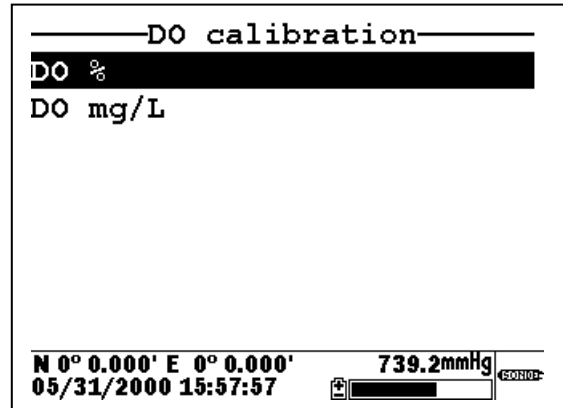 DO calibration
DO %
DO mg/L
N 0° 0.000' E 0° 0.000' 739.2mmHg
05/31/2000 15:57:57
SONDE